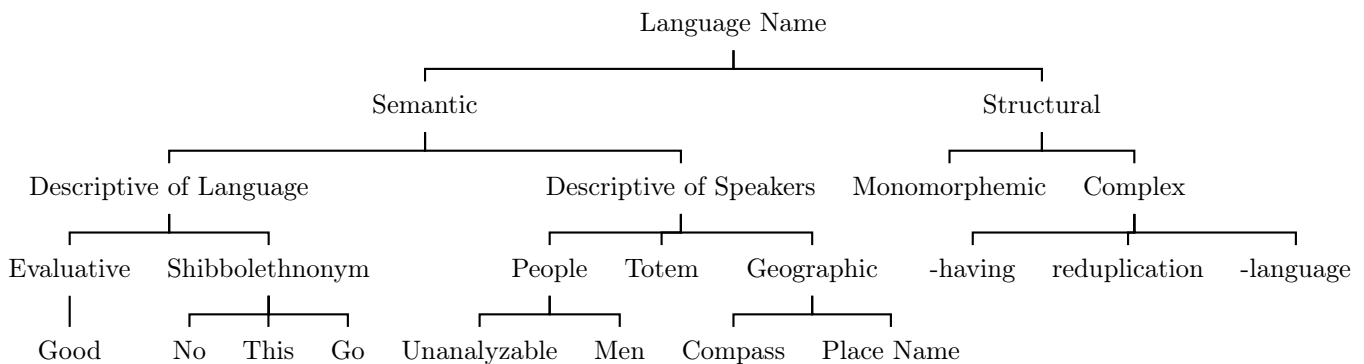 Language Name
Semantic Structural
Descriptive of Language Descriptive of Speakers Monomorphemic Complex
Evaluative Shibbolethnonym People Totem Geographic -having reduplication -language
Good No This Go Unanalyzable Men Compass Place Name